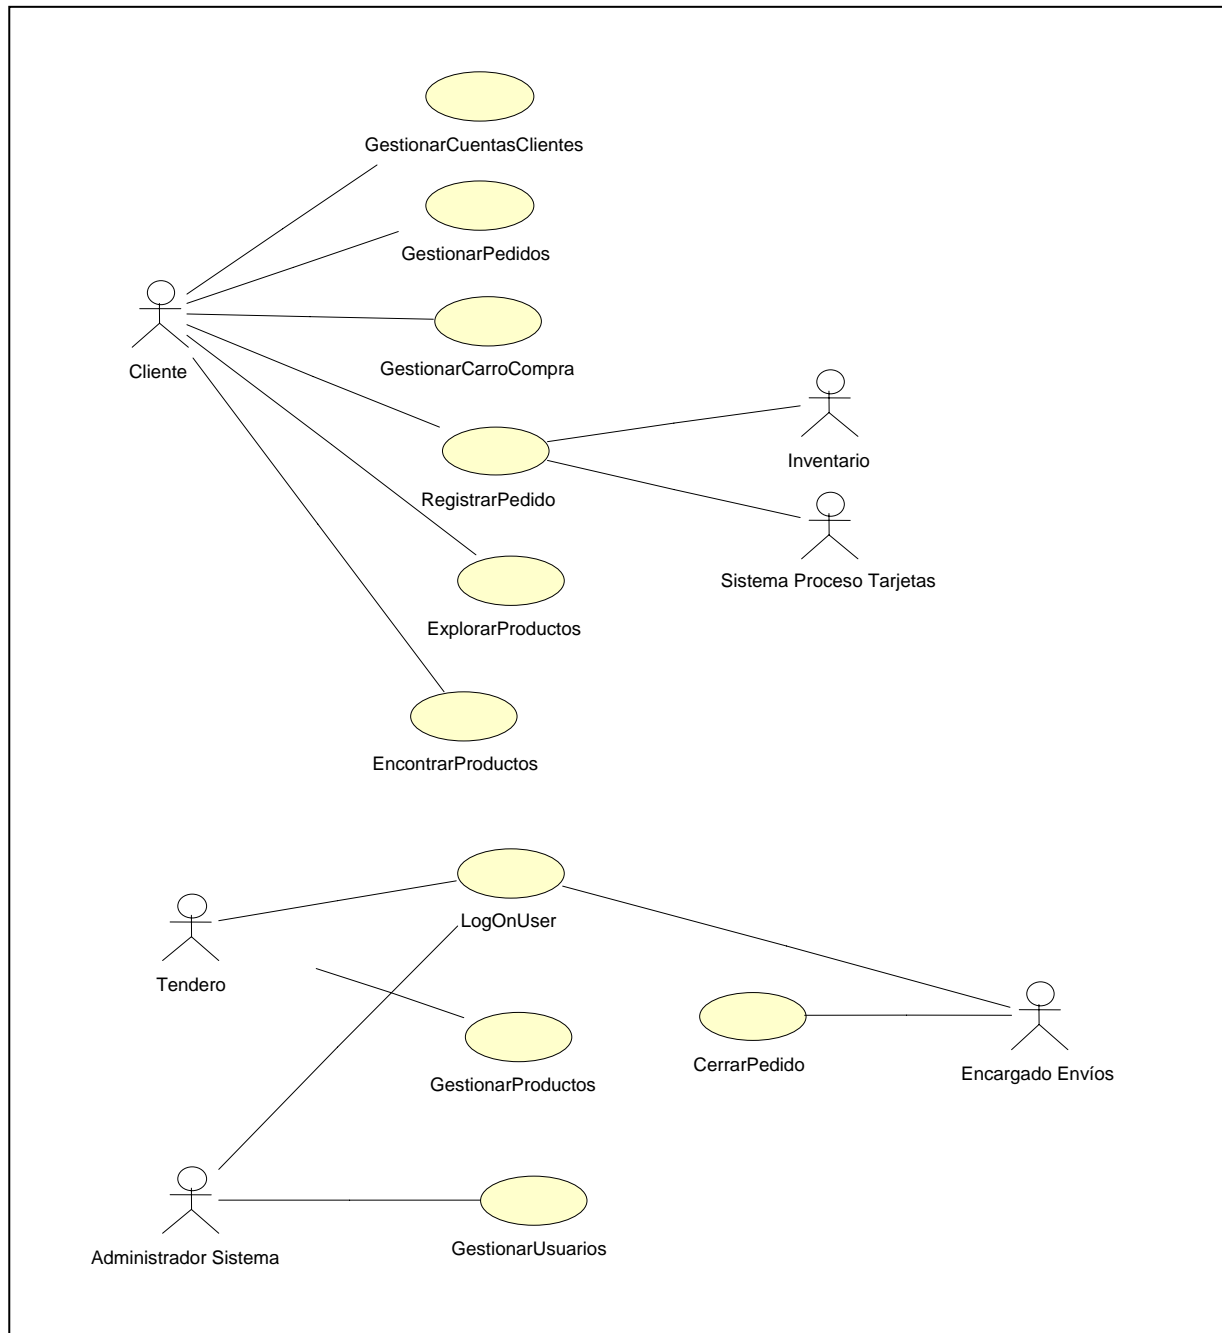 GestionarCuentasClientes
GestionarPedidos
Cliente
GestionarCarroCompra
Inventario
RegistrarPedido
Sistema Proceso Tarjetas
ExplorarProductos
EncontrarProductos
LogOnUser
Tendero
CerrarPedido
Encargado Envíos
GestionarProductos
GestionarUsuarios
Administrador Sistema